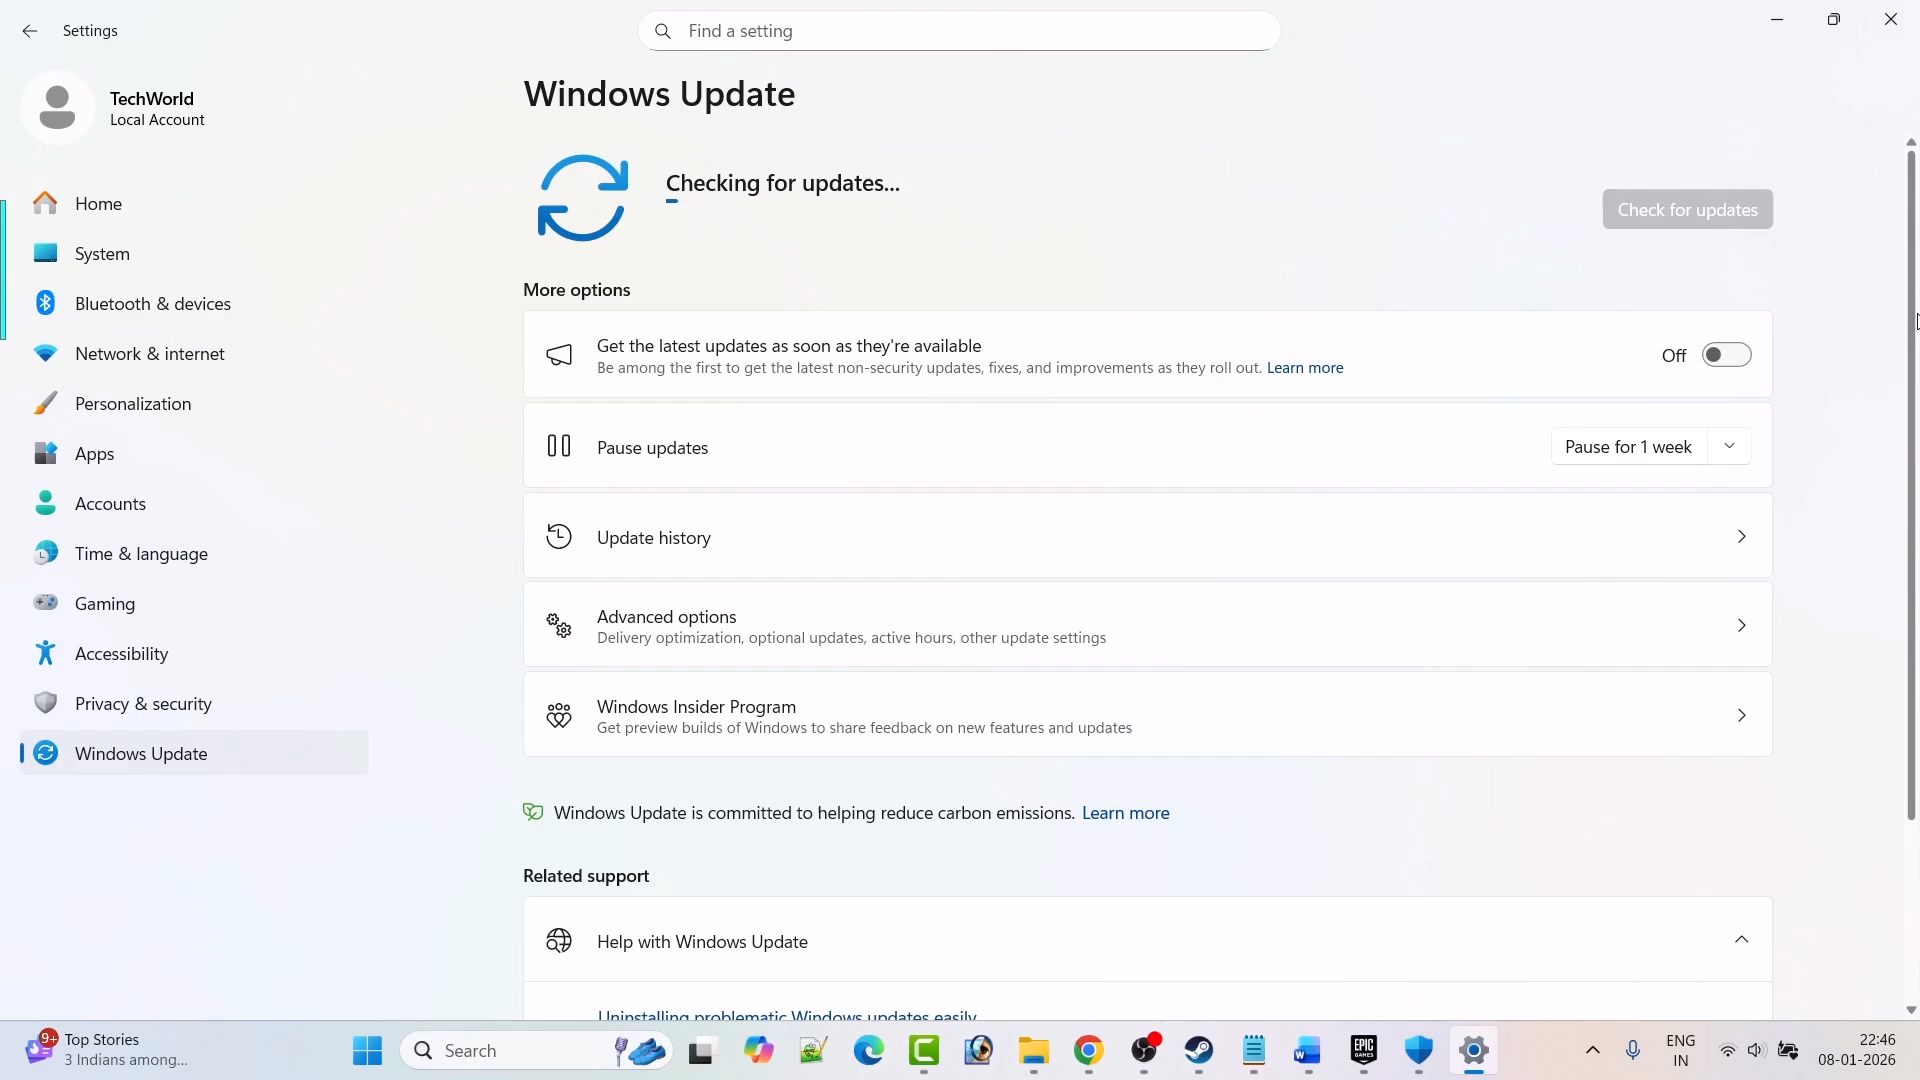 Settings
Find a setting
TechWorld
Local Account
Home
System
Bluetooth & devices
Network & internet
Personalization
Apps
Accounts
Time & language
Gaming
Accessibility
Privacy & security
Windows Update
Windows Update
Checking for updates...
Check for updates
More options
Get the latest updates as soon as they're available
Be among the first to get the latest non-security updates, fixes, and improvements as they roll out. Learn more
Off
Pause updates
Pause for 1 week
Update history
Advanced options
Delivery optimization, optional updates, active hours, other update settings
Windows Insider Program
Get preview builds of Windows to share feedback on new features and updates
Windows Update is committed to helping reduce carbon emissions. Learn more
Related support
Help with Windows Update
Uninstalling problematic Windows updates easily
9+
Top Stories
3 Indians among...
Search
EPIC
GAMES
ENG
IN
22:46
08-01-2026